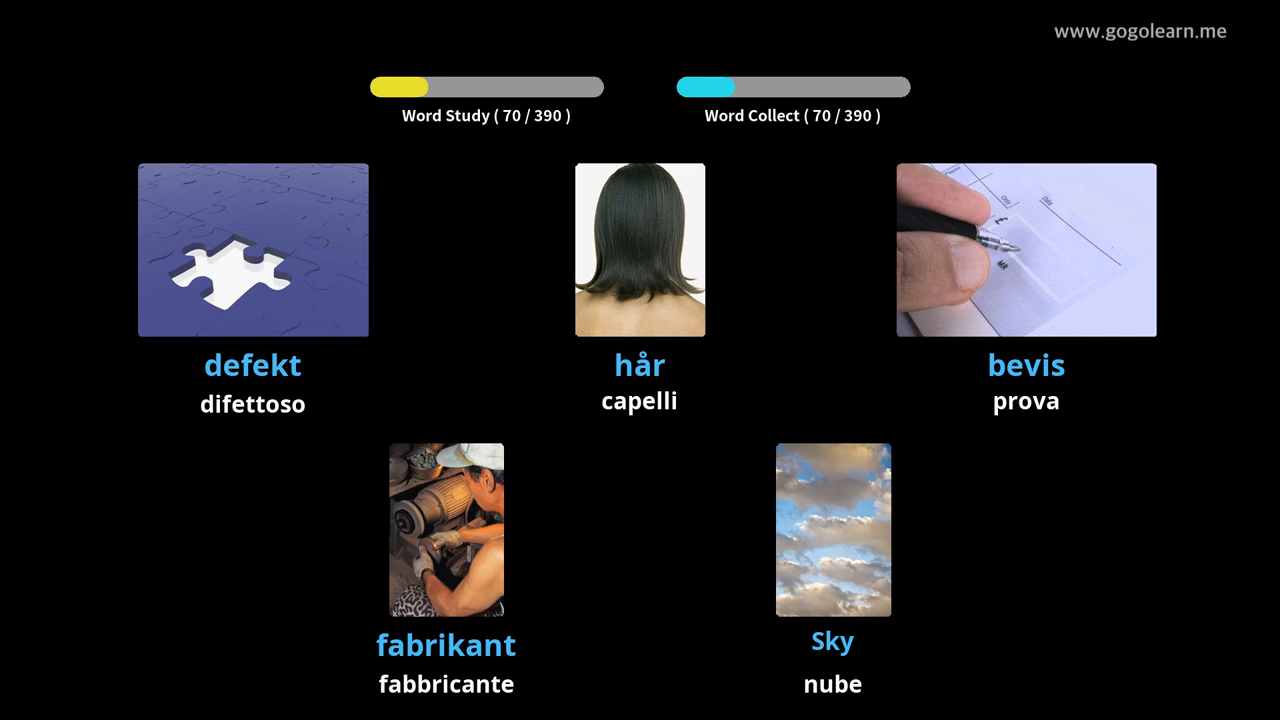 www.gogolearn.me
Word Study ( 70 / 390 )
Word Collect ( 70 / 390 )
defekt
difettoso
hår
capelli
bevis
prova
fabrikant
fabbricante
Sky
nube